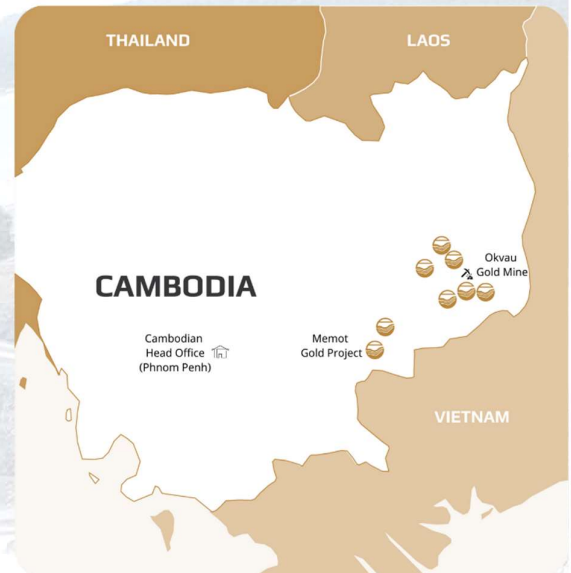 THAILAND
LAOS
Okvau
Gold Mine
CAMBODIA
Cambodian
Head Office
(Phnom Penh)
Memot
Gold Project
VIETNAM